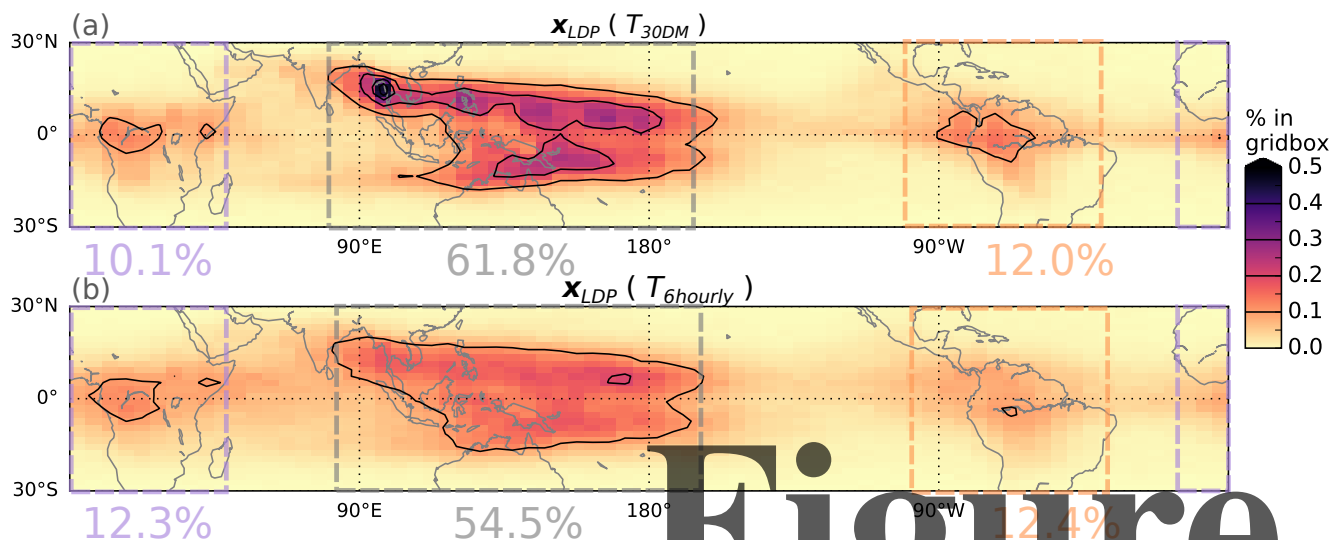 (a) x_LDP ( T_30DM )
30°N
0°
30°S
90°E 180° 90°W
10.1% 61.8% 12.0%
% in
gridbox
0.5
0.4
0.3
0.2
0.1
0.0
(b) x_LDP ( T_6hourly )
30°N
0°
30°S
90°E 180° 90°W
12.3% 54.5% 12.4%
Figure